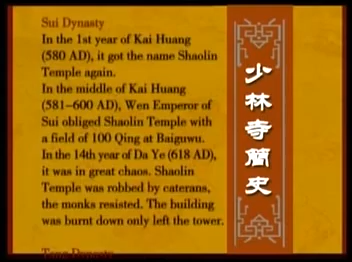 Sui Dynasty
In the 1st year of Kai Huang
(580 AD), it got the name Shaolin
Temple again.
In the middle of Kai Huang
(581–600 AD), Wen Emperor of
Sui obliged Shaolin Temple with
a field of 100 Qing at Baiguwu.
In the 14th year of Da Ye (618 AD),
it was in great chaos. Shaolin
Temple was robbed by caterans,
the monks resisted. The building
was burnt down only left the tower.
Tang Dynasty
少林寺簡史